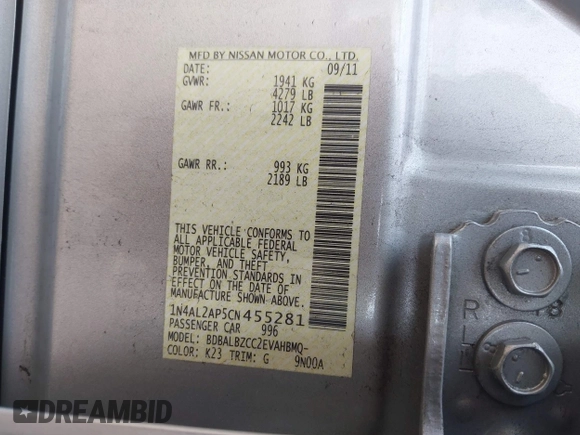 MFD BY NISSAN MOTOR CO., LTD.
DATE: 09/11
GVWR: 1941 KG
4279 LB
GAWR FR.: 1017 KG
2242 LB
GAWR RR.: 993 KG
2189 LB
THIS VEHICLE CONFORMS TO
ALL APPLICABLE FEDERAL
MOTOR VEHICLE SAFETY,
BUMPER, AND THEFT
PREVENTION STANDARDS IN
EFFECT ON THE DATE OF
MANUFACTURE SHOWN ABOVE.
1N4AL2AP5CN455281
PASSENGER CAR 996
MODEL: BDBALBZCC2EVAHBMQ-
COLOR: K23 TRIM: G 9N00A
8
R
8
DREAMBID